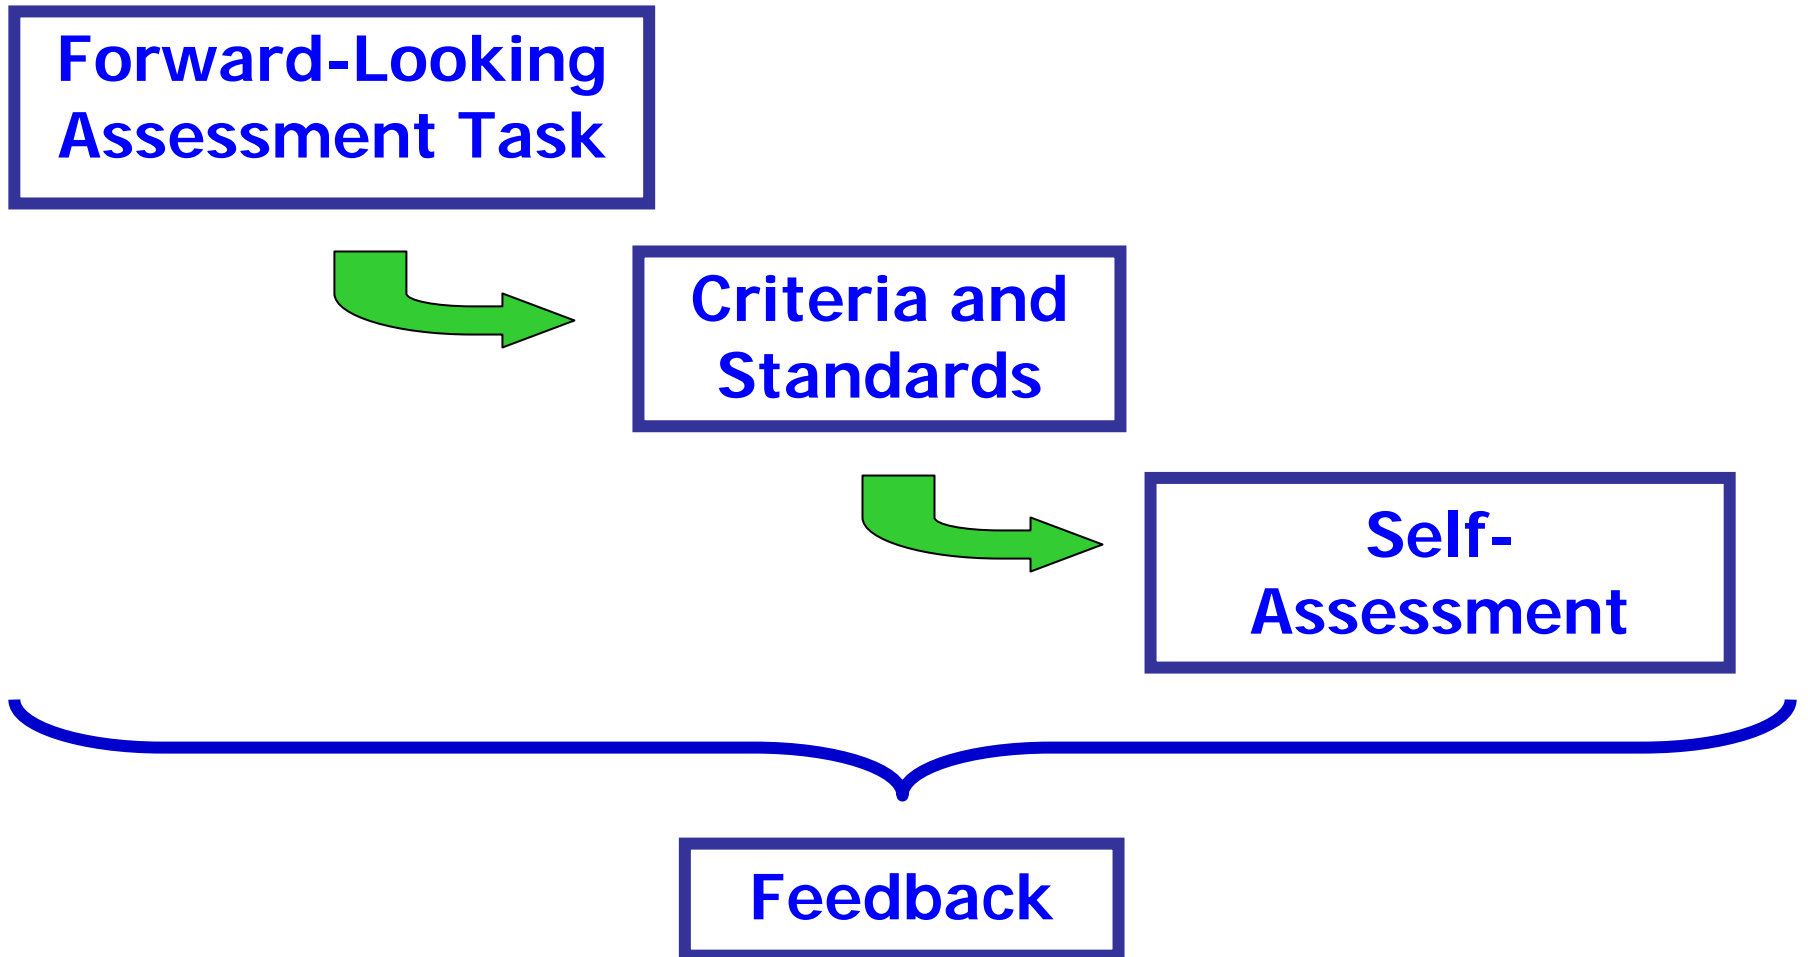 Forward-Looking
Assessment Task
Criteria and
Standards
Self-
Assessment
Feedback